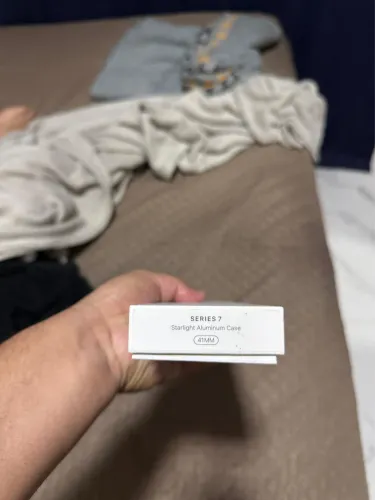 SERIES 7
Starlight Aluminum Case
41MM